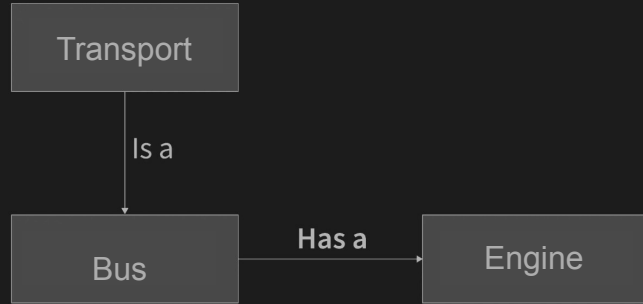 Transport
Is a
Bus
Has a
Engine